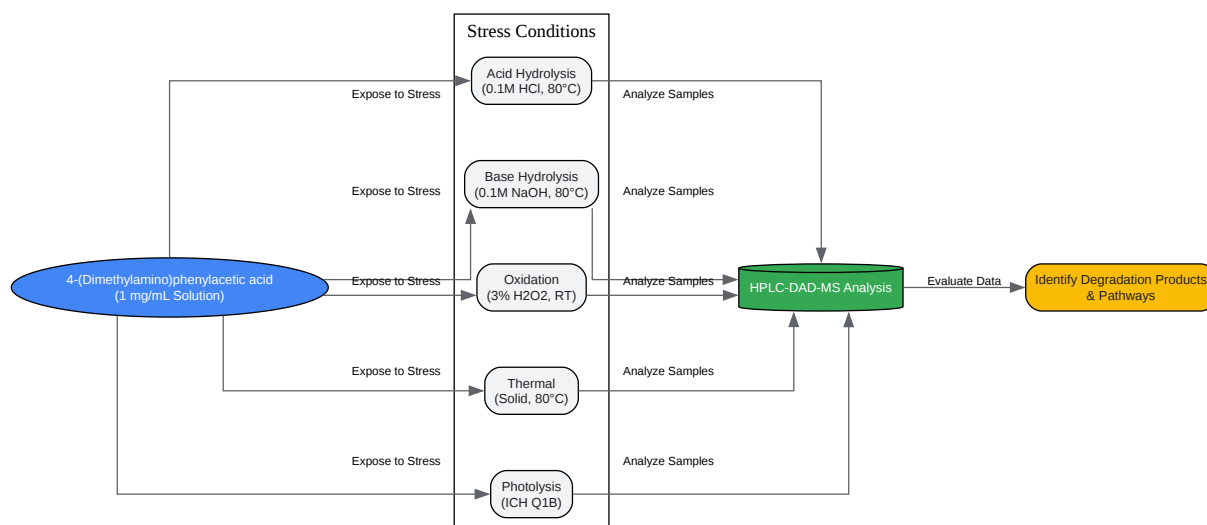 Stress Conditions
Acid Hydrolysis
(0.1M HCl, 80°C)
Expose to Stress
Analyze Samples
Base Hydrolysis
(0.1M NaOH, 80°C)
Expose to Stress
Analyze Samples
4-(Dimethylamino)phenylacetic acid
(1 mg/mL Solution)
Expose to Stress
Oxidation
(3% H2O2, RT)
Analyze Samples
HPLC-DAD-MS Analysis
Evaluate Data
Identify Degradation Products
& Pathways
Expose to Stress
Thermal
(Solid, 80°C)
Analyze Samples
Expose to Stress
Photolysis
(ICH Q1B)
Analyze Samples